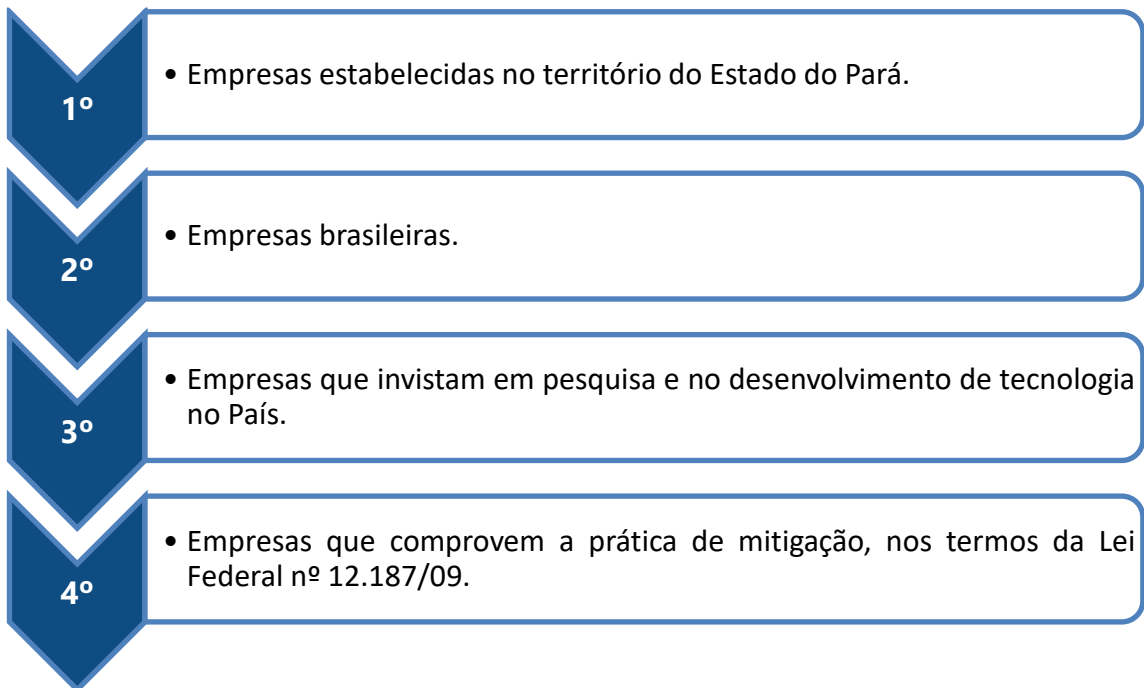 1º
• Empresas estabelecidas no território do Estado do Pará.
2º
• Empresas brasileiras.
3º
• Empresas que invistam em pesquisa e no desenvolvimento de tecnologia
no País.
4º
• Empresas que comprovem a prática de mitigação, nos termos da Lei
Federal nº 12.187/09.